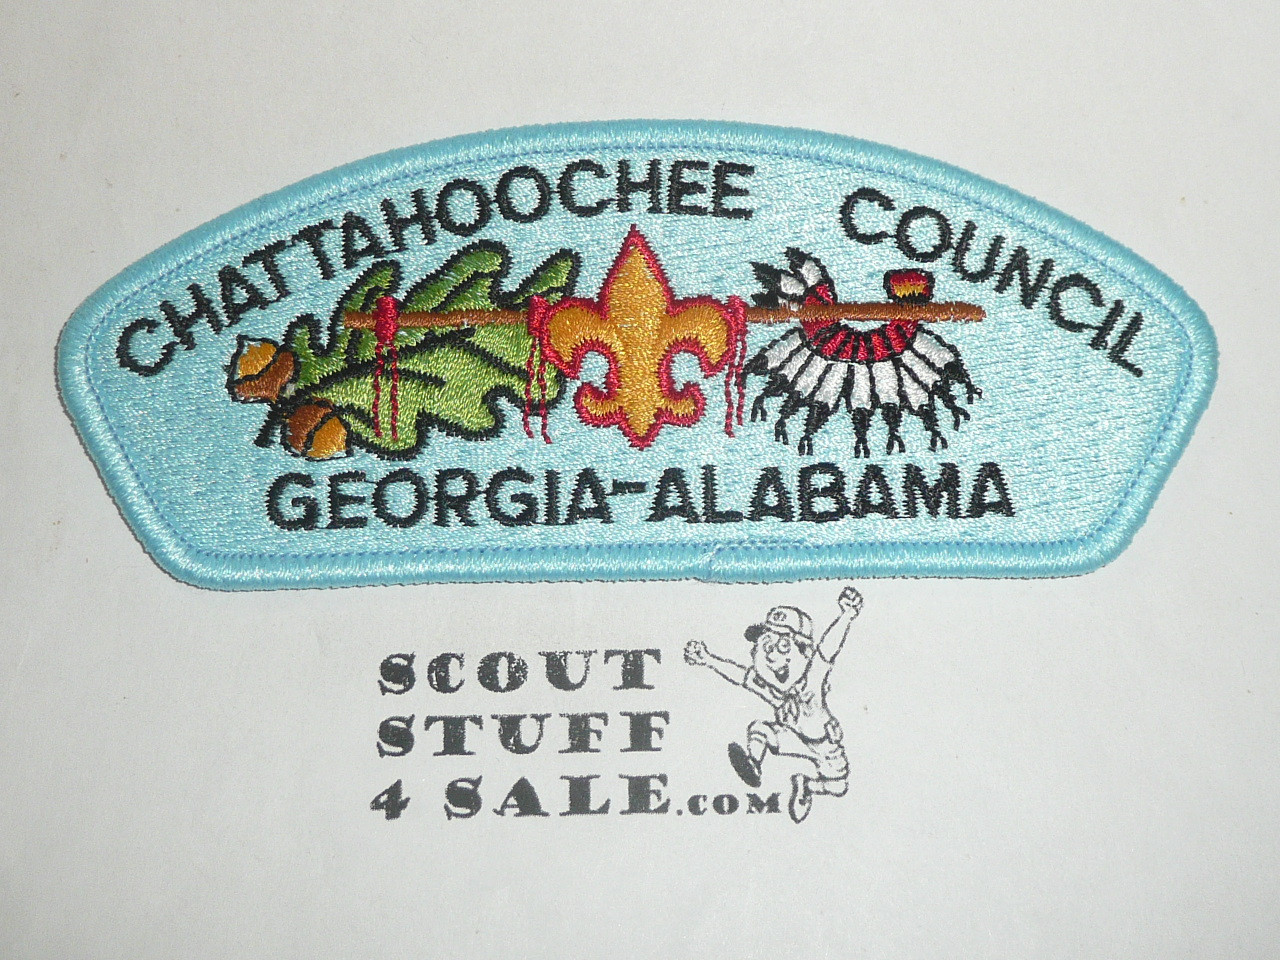 CHATTAHOOCHEE COUNCIL
GEORGIA-ALABAMA
SCOUT
STUFF
4 SALE.COM